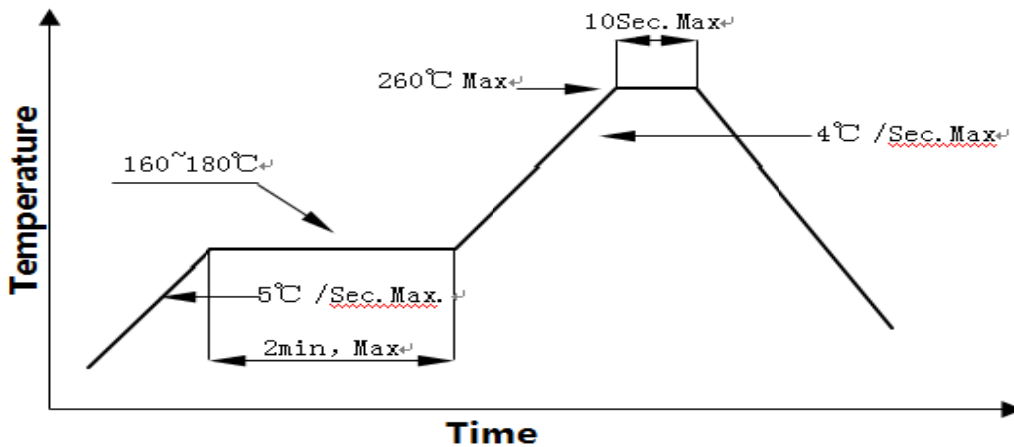 10Sec.Max↵
260℃ Max↵
4℃ /Sec.Max↵
160~180℃↵
5℃ /Sec.Max. ↵
2min, Max↵
Temperature
Time